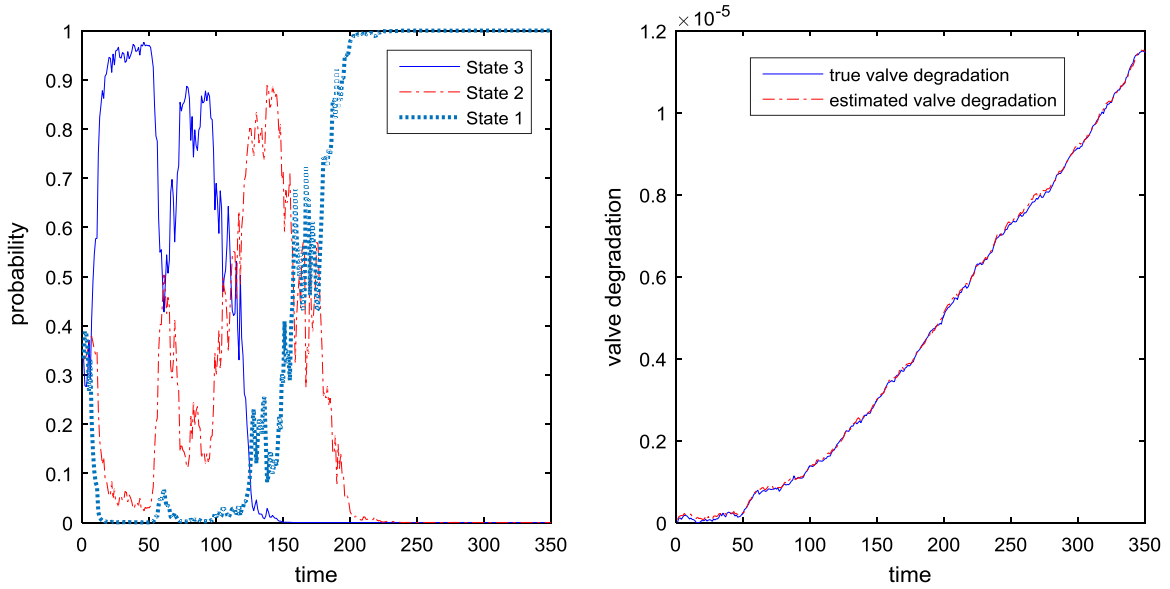 1
0.9
0.8
0.7
0.6
0.5
0.4
0.3
0.2
0.1
0
0 50 100 150 200 250 300 350
probability
time
State 3
State 2
State 1
×10⁻⁵
1.2
1
0.8
0.6
0.4
0.2
0
0 50 100 150 200 250 300 350
valve degradation
time
true valve degradation
estimated valve degradation